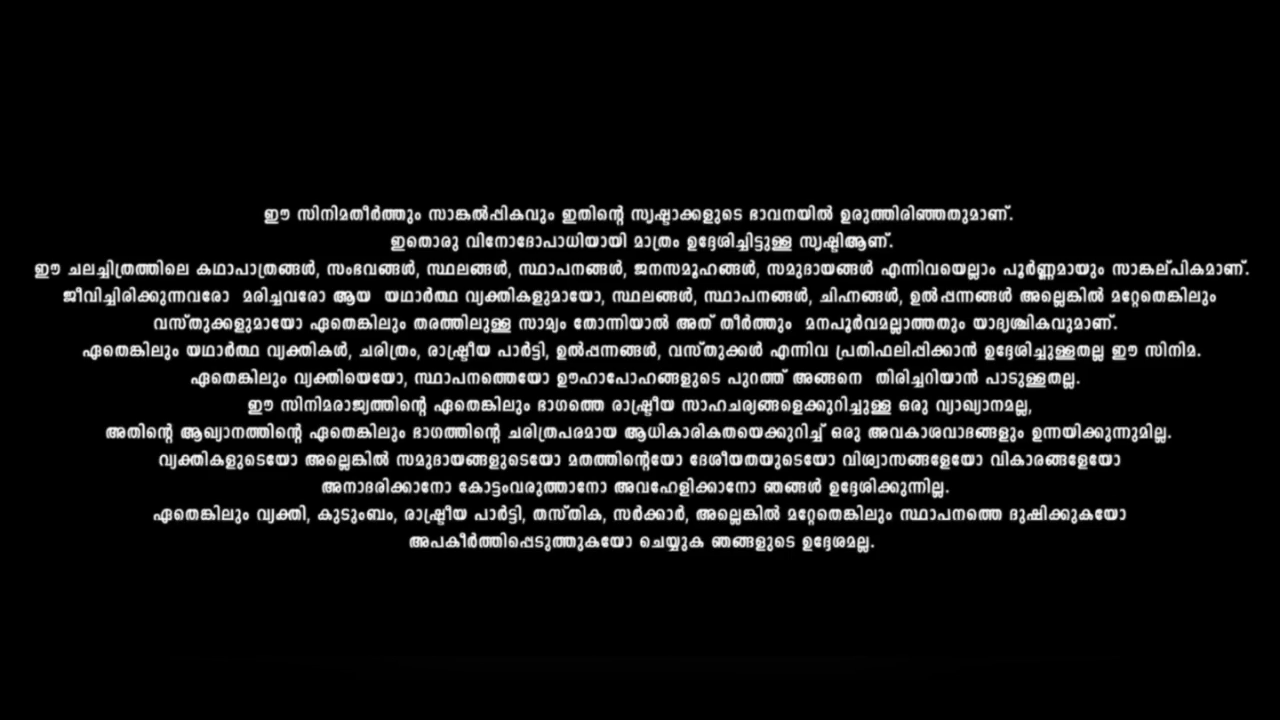 ഈ സിനിമതീർത്തും സാങ്കൽപ്പികവും ഇതിന്റെ സൃഷ്ടാക്കളുടെ ഭാവനയിൽ ഉരുത്തിരിഞ്ഞതുമാണ്.
ഇതൊരു വിനോദോപാധിയായി മാത്രം ഉദ്ദേശിച്ചിട്ടുള്ള സൃഷ്ടിആണ്.
ഈ ചലച്ചിത്രത്തിലെ കഥാപാത്രങ്ങൾ, സംഭവങ്ങൾ, സ്ഥലങ്ങൾ, സ്ഥാപനങ്ങൾ, ജനസമൂഹങ്ങൾ, സമുദായങ്ങൾ എന്നിവയെല്ലാം പൂർണ്ണമായും സാങ്കല്പികമാണ്.
ജീവിച്ചിരിക്കുന്നവരോ മരിച്ചവരോ ആയ യഥാർത്ഥ വ്യക്തികളുമായോ, സ്ഥലങ്ങൾ, സ്ഥാപനങ്ങൾ, ചിഹ്നങ്ങൾ, ഉൽപ്പന്നങ്ങൾ അല്ലെങ്കിൽ മറ്റേതെങ്കിലും
വസ്തുക്കളുമായോ ഏതെങ്കിലും തരത്തിലുള്ള സാമ്യം തോന്നിയാൽ അത് തീർത്തും മനപൂർവമല്ലാത്തതും യാദൃശ്ചികവുമാണ്.
ഏതെങ്കിലും യഥാർത്ഥ വ്യക്തികൾ, ചരിത്രം, രാഷ്ട്രീയ പാർട്ടി, ഉൽപ്പന്നങ്ങൾ, വസ്തുക്കൾ എന്നിവ പ്രതിഫലിപ്പിക്കാൻ ഉദ്ദേശിച്ചുള്ളതല്ല ഈ സിനിമ.
ഏതെങ്കിലും വ്യക്തിയെയോ, സ്ഥാപനത്തെയോ ഊഹാപോഹങ്ങളുടെ പുറത്ത് അങ്ങനെ തിരിച്ചറിയാൻ പാടുള്ളതല്ല.
ഈ സിനിമരാജ്യത്തിന്റെ ഏതെങ്കിലും ഭാഗത്തെ രാഷ്ട്രീയ സാഹചര്യങ്ങളെക്കുറിച്ചുള്ള ഒരു വ്യാഖ്യാനമല്ല,
അതിന്റെ ആഖ്യാനത്തിന്റെ ഏതെങ്കിലും ഭാഗത്തിന്റെ ചരിത്രപരമായ ആധികാരികതയെക്കുറിച്ച് ഒരു അവകാശവാദങ്ങളും ഉന്നയിക്കുന്നുമില്ല.
വ്യക്തികളുടെയോ അല്ലെങ്കിൽ സമുദായങ്ങളുടെയോ മതത്തിന്റെയോ ദേശീയതയുടെയോ വിശ്വാസങ്ങളേയോ വികാരങ്ങളേയോ
അനാദരിക്കാനോ കോട്ടംവരുത്താനോ അവഹേളിക്കാനോ ഞങ്ങൾ ഉദ്ദേശിക്കുന്നില്ല.
ഏതെങ്കിലും വ്യക്തി, കുടുംബം, രാഷ്ട്രീയ പാർട്ടി, തസ്തിക, സർക്കാർ, അല്ലെങ്കിൽ മറ്റേതെങ്കിലും സ്ഥാപനത്തെ ദുഷിക്കുകയോ
അപകീർത്തിപ്പെടുത്തുകയോ ചെയ്യുക ഞങ്ങളുടെ ഉദ്ദേശമല്ല.